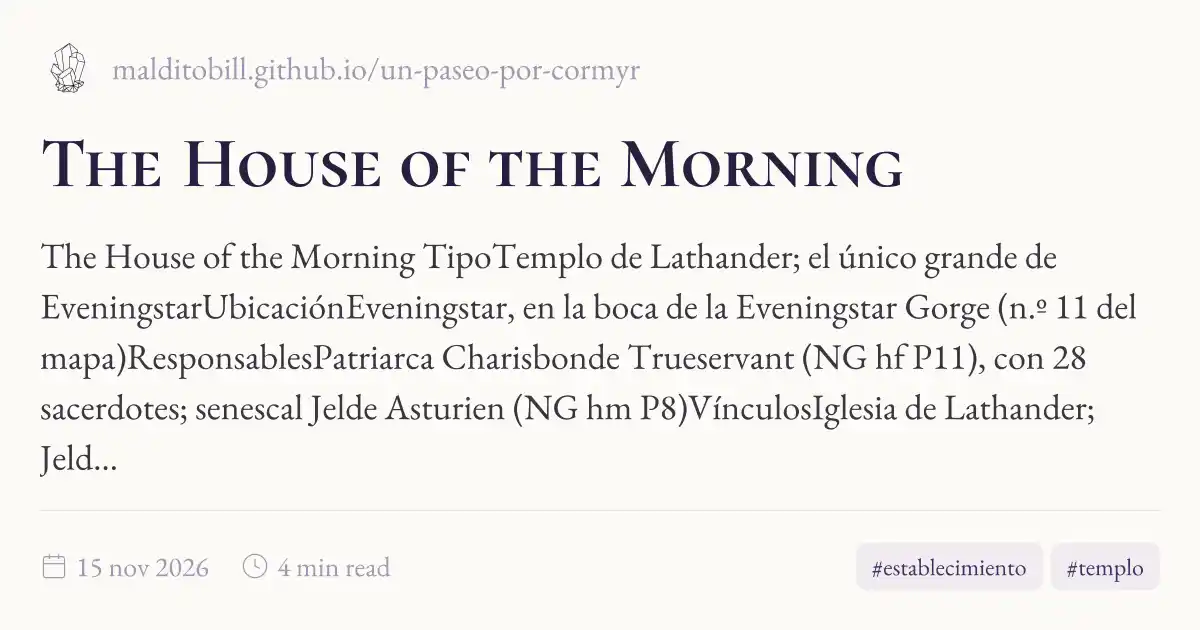 malditobill.github.io/un-paseo-por-cormyr
The House of the Morning
The House of the Morning TipoTemplo de Lathander; el único grande de
EveningstarUbicaciónEveningstar, en la boca de la Eveningstar Gorge (n.º 11 del
mapa)ResponsablesPatriarca Charisbonde Trueservant (NG hf P11), con 28
sacerdotes; senescal Jelde Asturien (NG hm P8)VínculosIglesia de Lathander;
Jeld...
15 nov 2026 4 min read #establecimiento #templo